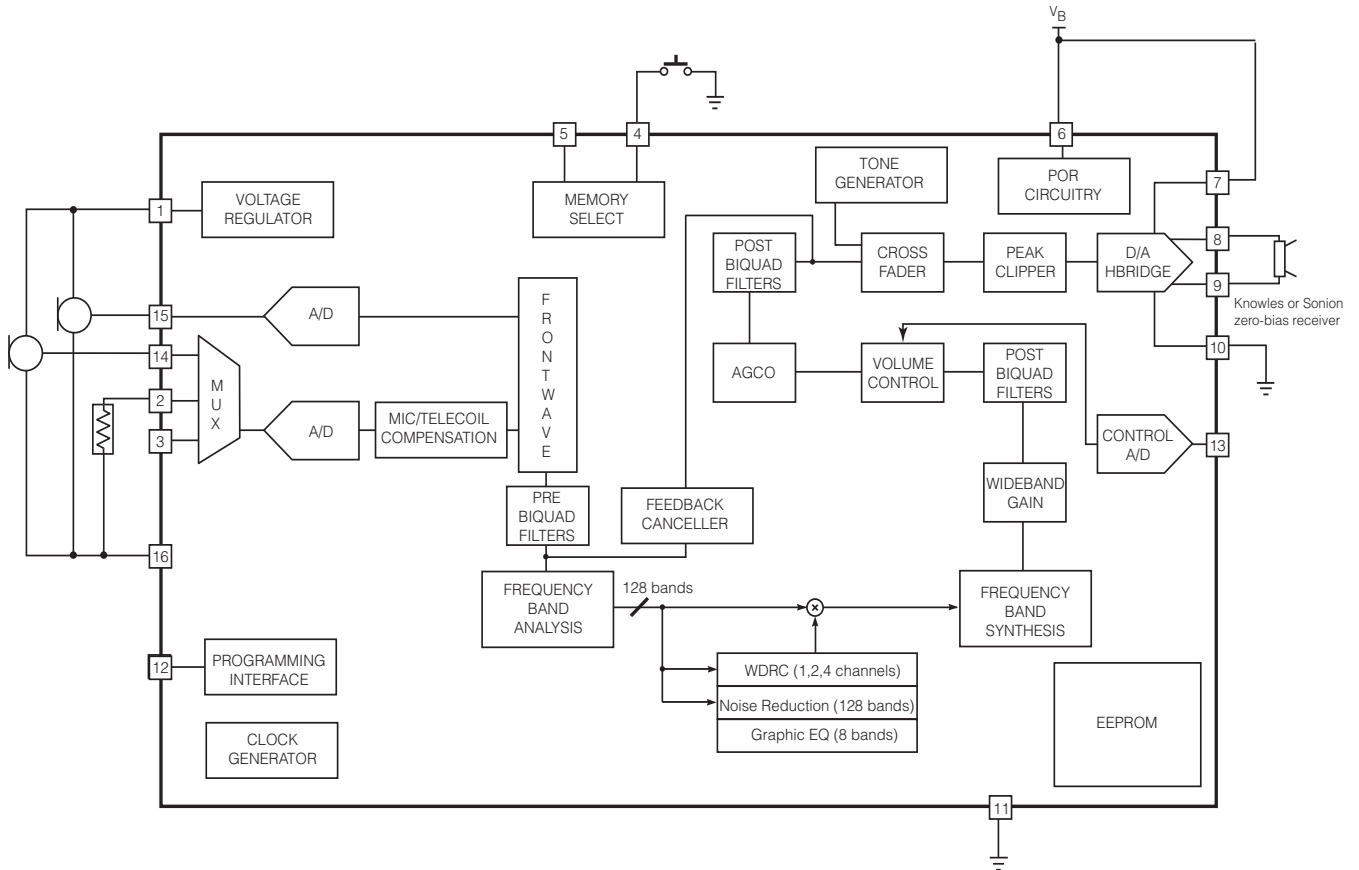 VB
5
4
6
TONE
GENERATOR
POR
CIRCUITRY
7
VOLTAGE
REGULATOR
MEMORY
SELECT
1
POST
BIQUAD
FILTERS
CROSS
FADER
PEAK
CLIPPER
D/A
HBRIDGE
8
9
Knowles or Sonion
zero-bias receiver
15
A/D
FRONTWAVE
14
2
3
MUX
A/D
MIC/TELECOIL
COMPENSATION
AGCO
VOLUME
CONTROL
POST
BIQUAD
FILTERS
10
CONTROL
A/D
13
WIDEBAND
GAIN
PRE
BIQUAD
FILTERS
FEEDBACK
CANCELLER
16
FREQUENCY
BAND
ANALYSIS
128 bands
×
FREQUENCY
BAND
SYNTHESIS
12
PROGRAMMING
INTERFACE
WDRC (1,2,4 channels)
Noise Reduction (128 bands)
Graphic EQ (8 bands)
EEPROM
CLOCK
GENERATOR
11